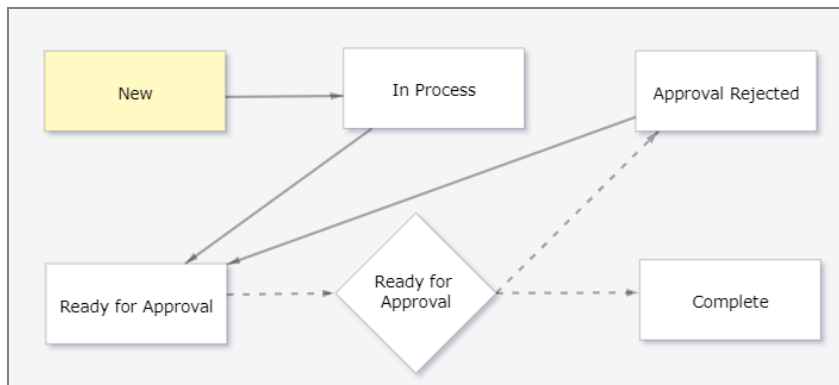 New
In Process
Approval Rejected
Ready for Approval
Ready for
Approval
Complete